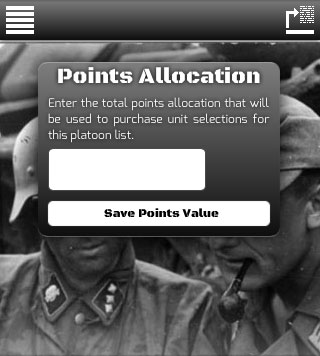 Points Allocation
Enter the total points allocation that will
be used to purchase unit selections for
this platoon list.
Save Points Value